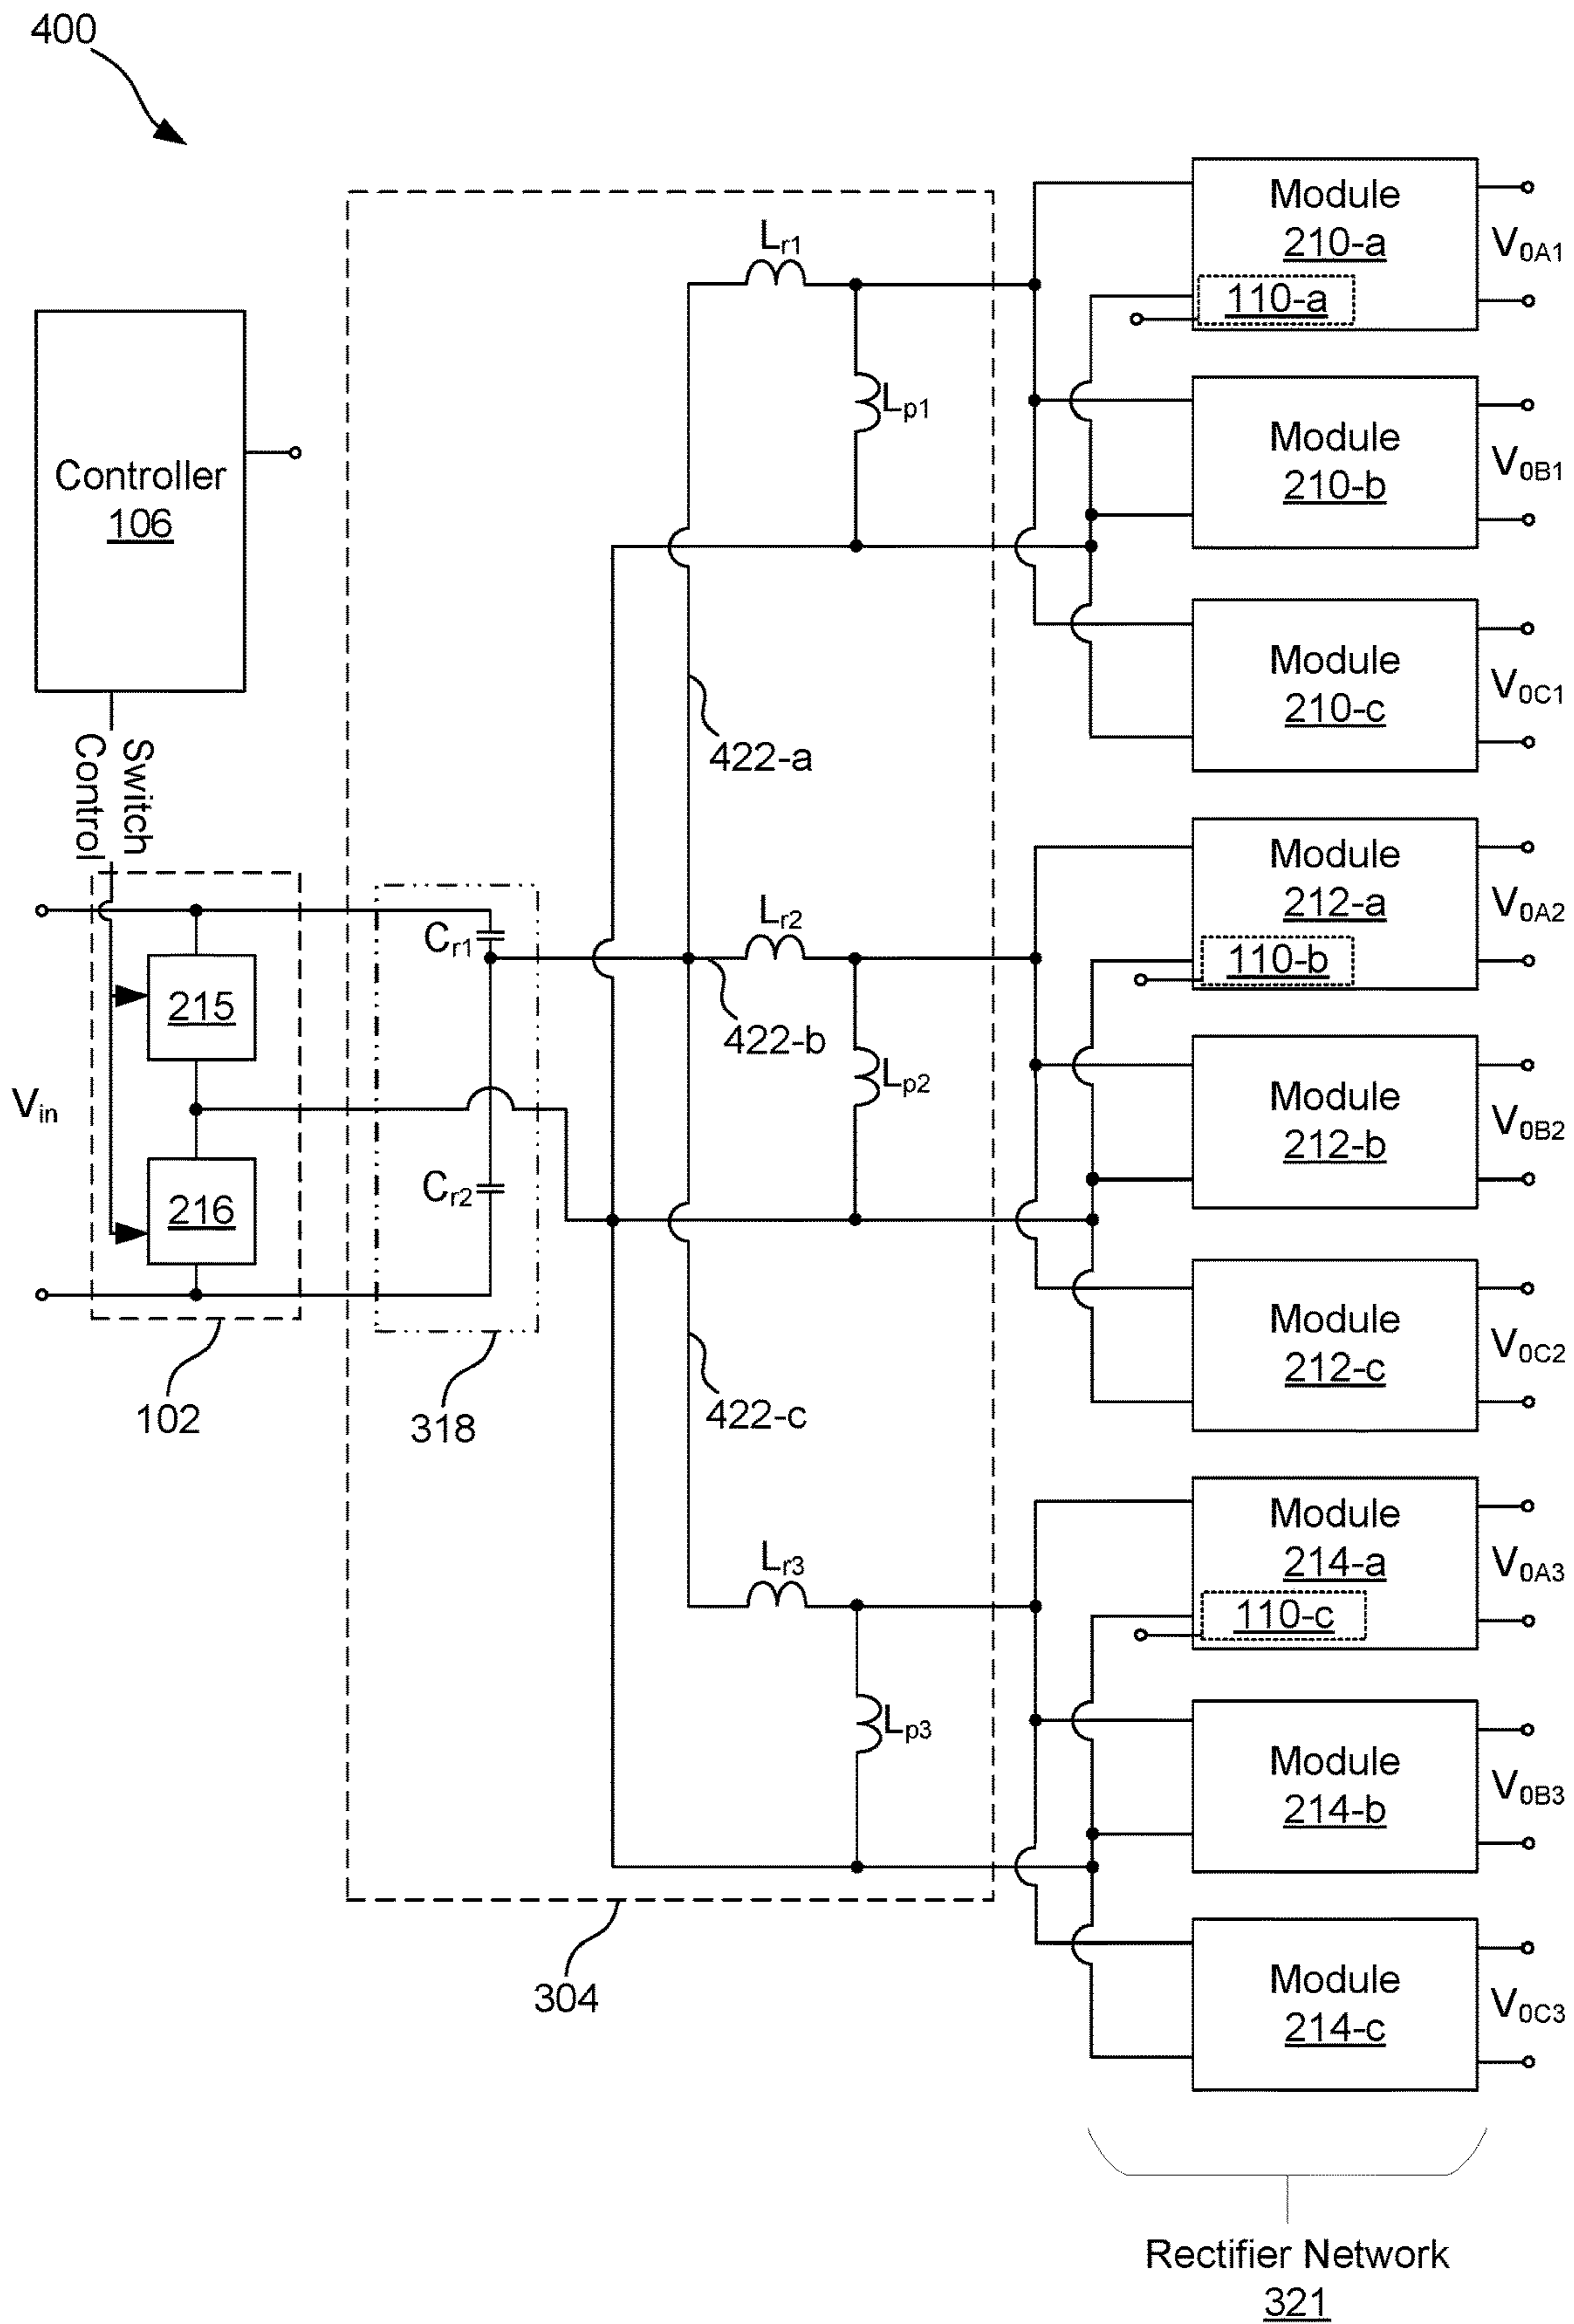 400
Controller
106
Switch
Control
Vin
215
216
102
Cr1
Cr2
318
304
Lr1
Lp1
422-a
Lr2
422-b
Lp2
422-c
Lr3
Lp3
Module
210-a
110-a
V0A1
Module
210-b
V0B1
Module
210-c
V0C1
Module
212-a
110-b
V0A2
Module
212-b
V0B2
Module
212-c
V0C2
Module
214-a
110-c
V0A3
Module
214-b
V0B3
Module
214-c
V0C3
Rectifier Network
321